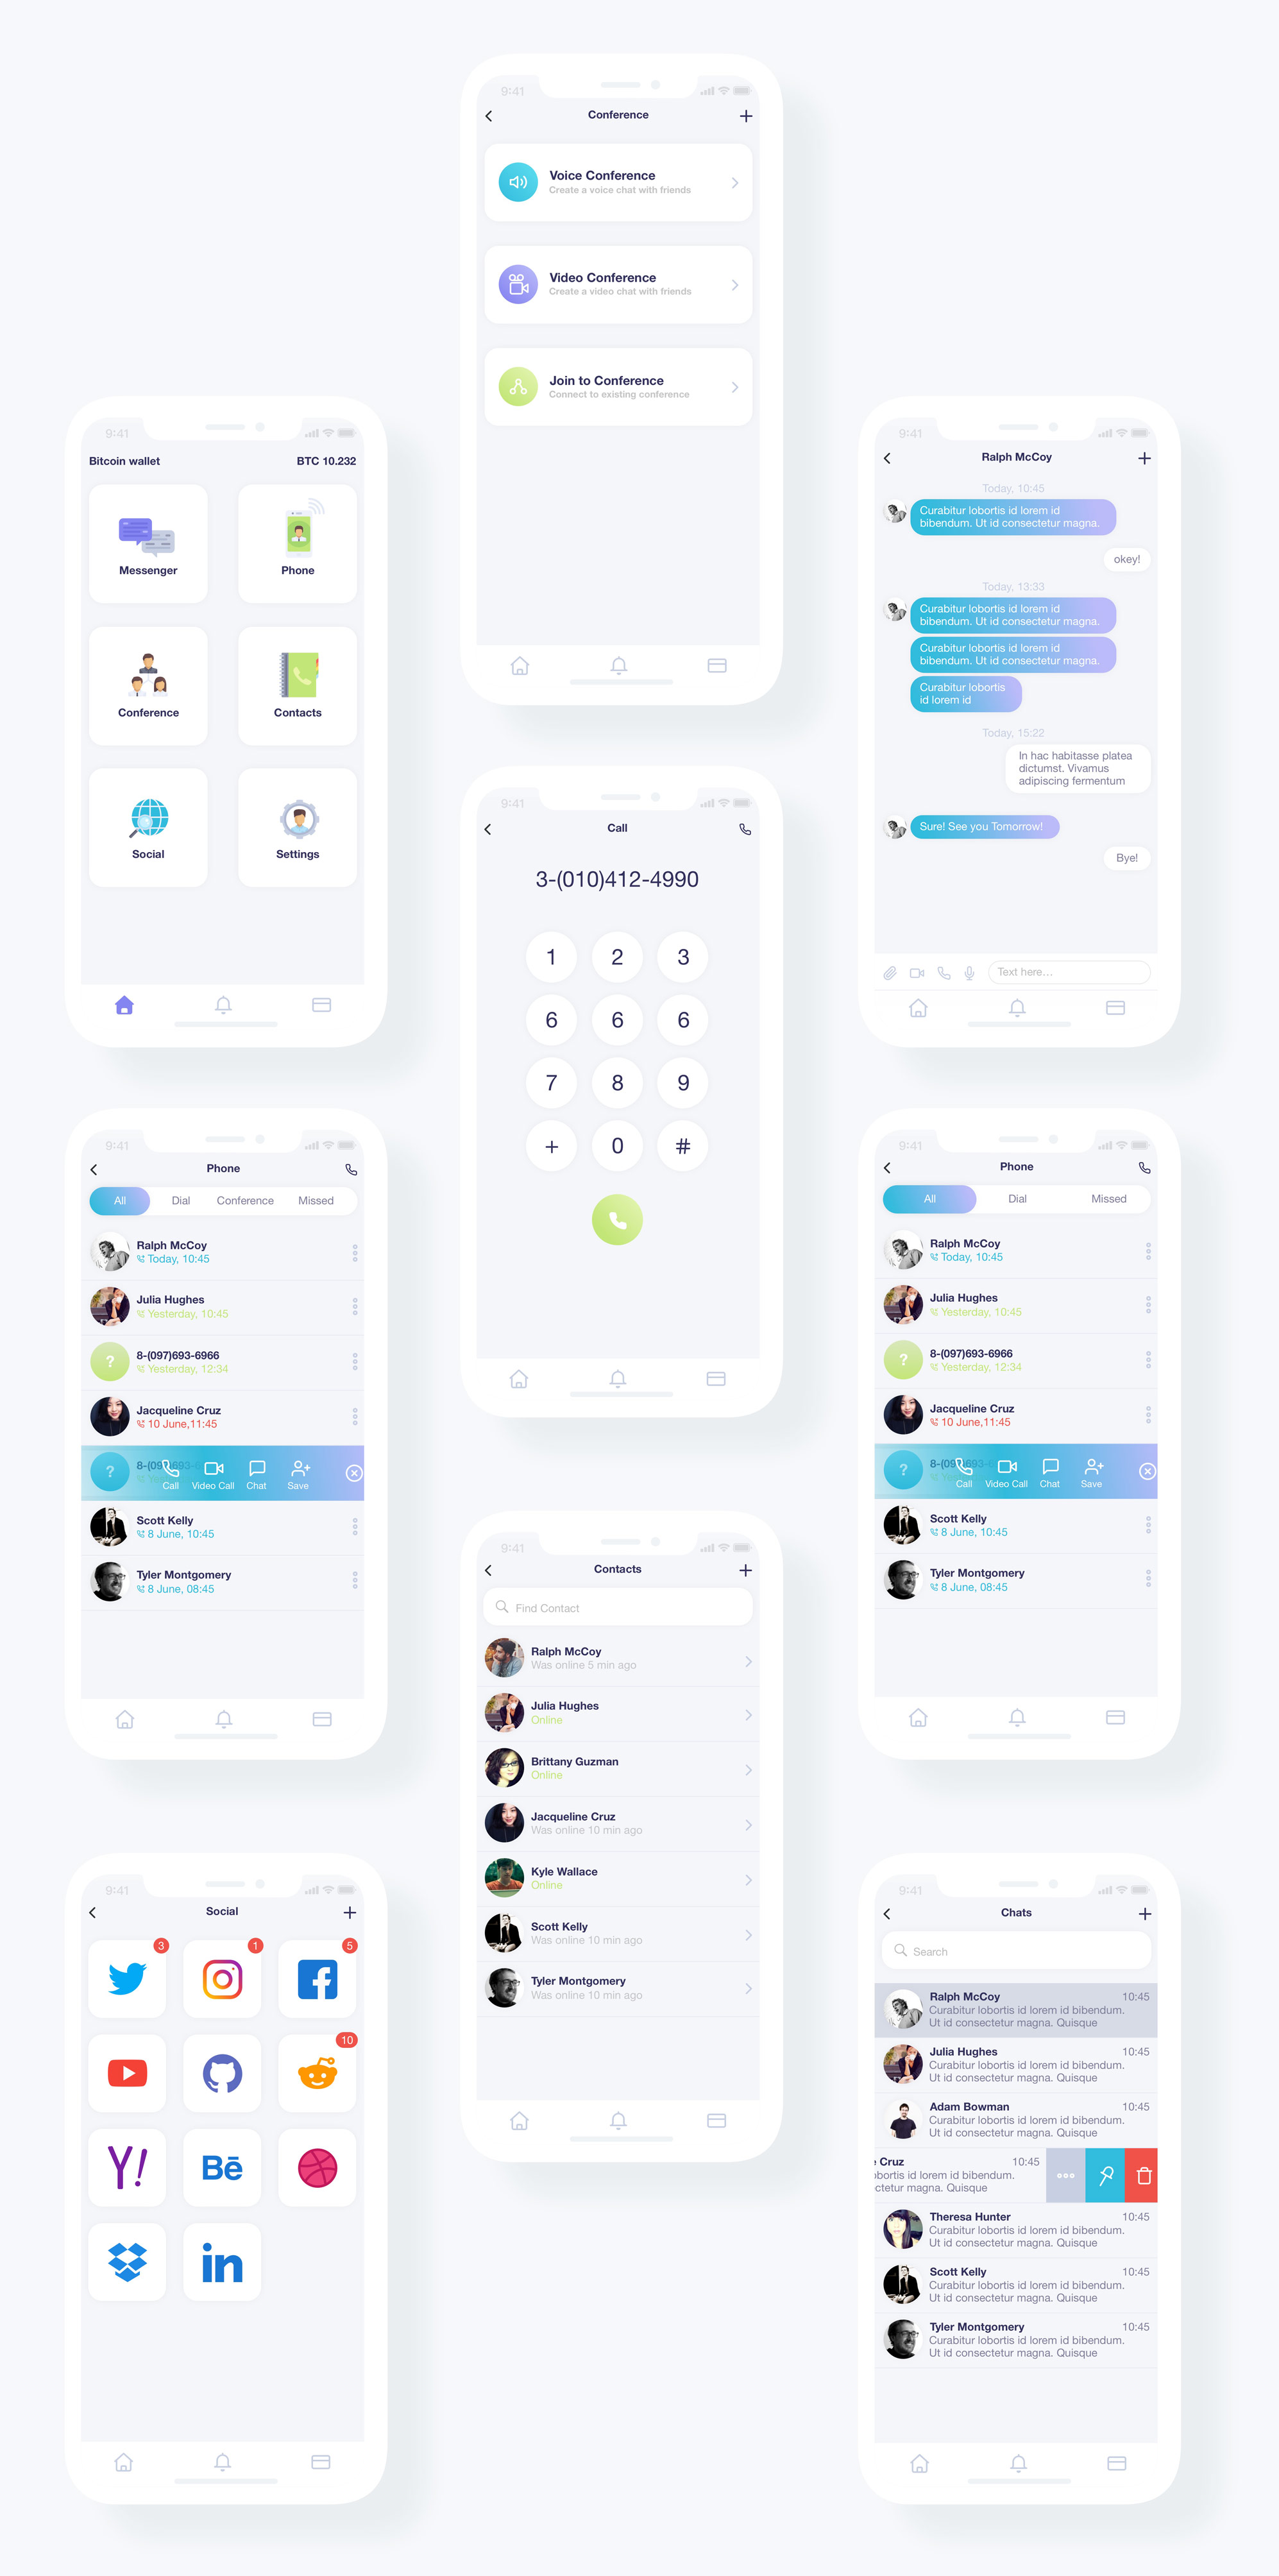 9:41
Conference
Voice Conference
Create a voice chat with friends
Video Conference
Create a video chat with friends
Join to Conference
Connect to existing conference
9:41
Bitcoin wallet BTC 10.232
Messenger Phone
Conference Contacts
Social Settings
9:41
Ralph McCoy
Today, 10:45
Curabitur lobortis id lorem id
bibendum. Ut id consectetur magna.
okey!
Today, 13:33
Curabitur lobortis id lorem id
bibendum. Ut id consectetur magna.
Curabitur lobortis id lorem id
bibendum. Ut id consectetur magna.
Curabitur lobortis
id lorem id
Today, 15:22
In hac habitasse platea
dictumst. Vivamus
adipiscing fermentum
Sure! See you Tomorrow!
Bye!
Text here...
9:41
Call
3-(010)412-4990
1 2 3
6 6 6
7 8 9
+ 0 #
9:41
Phone
All Dial Conference Missed
Ralph McCoy
Today, 10:45
Julia Hughes
Yesterday, 10:45
?
8-(097)693-6966
Yesterday, 12:34
Jacqueline Cruz
10 June,11:45
?
Call Video Call Chat Save
Scott Kelly
8 June, 10:45
Tyler Montgomery
8 June, 08:45
9:41
Phone
All Dial Missed
Ralph McCoy
Today, 10:45
Julia Hughes
Yesterday, 10:45
?
8-(097)693-6966
Yesterday, 12:34
Jacqueline Cruz
10 June,11:45
?
Call Video Call Chat Save
Scott Kelly
8 June, 10:45
Tyler Montgomery
8 June, 08:45
9:41
Contacts
Find Contact
Ralph McCoy
Was online 5 min ago
Julia Hughes
Online
Brittany Guzman
Online
Jacqueline Cruz
Was online 10 min ago
Kyle Wallace
Online
Scott Kelly
Was online 10 min ago
Tyler Montgomery
Was online 10 min ago
9:41
Social
3 1 5
10
Y! Bē
in
9:41
Chats
Search
Ralph McCoy 10:45
Curabitur lobortis id lorem id bibendum.
Ut id consectetur magna. Quisque
Julia Hughes 10:45
Curabitur lobortis id lorem id bibendum.
Ut id consectetur magna. Quisque
Adam Bowman 10:45
Curabitur lobortis id lorem id bibendum.
Ut id consectetur magna. Quisque
Cruz 10:45
obortis id lorem id bibendum.
ctetur magna. Quisque
Theresa Hunter 10:45
Curabitur lobortis id lorem id bibendum.
Ut id consectetur magna. Quisque
Scott Kelly 10:45
Curabitur lobortis id lorem id bibendum.
Ut id consectetur magna. Quisque
Tyler Montgomery 10:45
Curabitur lobortis id lorem id bibendum.
Ut id consectetur magna. Quisque